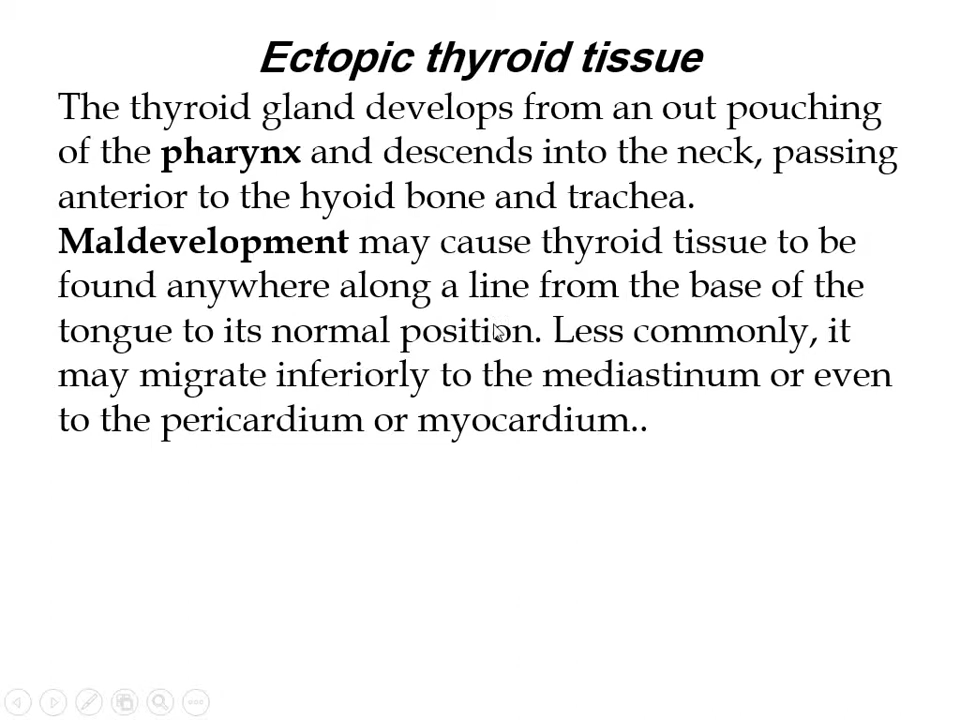 Ectopic thyroid tissue
The thyroid gland develops from an out pouching
of the pharynx and descends into the neck, passing
anterior to the hyoid bone and trachea.
Maldevelopment may cause thyroid tissue to be
found anywhere along a line from the base of the
tongue to its normal position. Less commonly, it
may migrate inferiorly to the mediastinum or even
to the pericardium or myocardium..